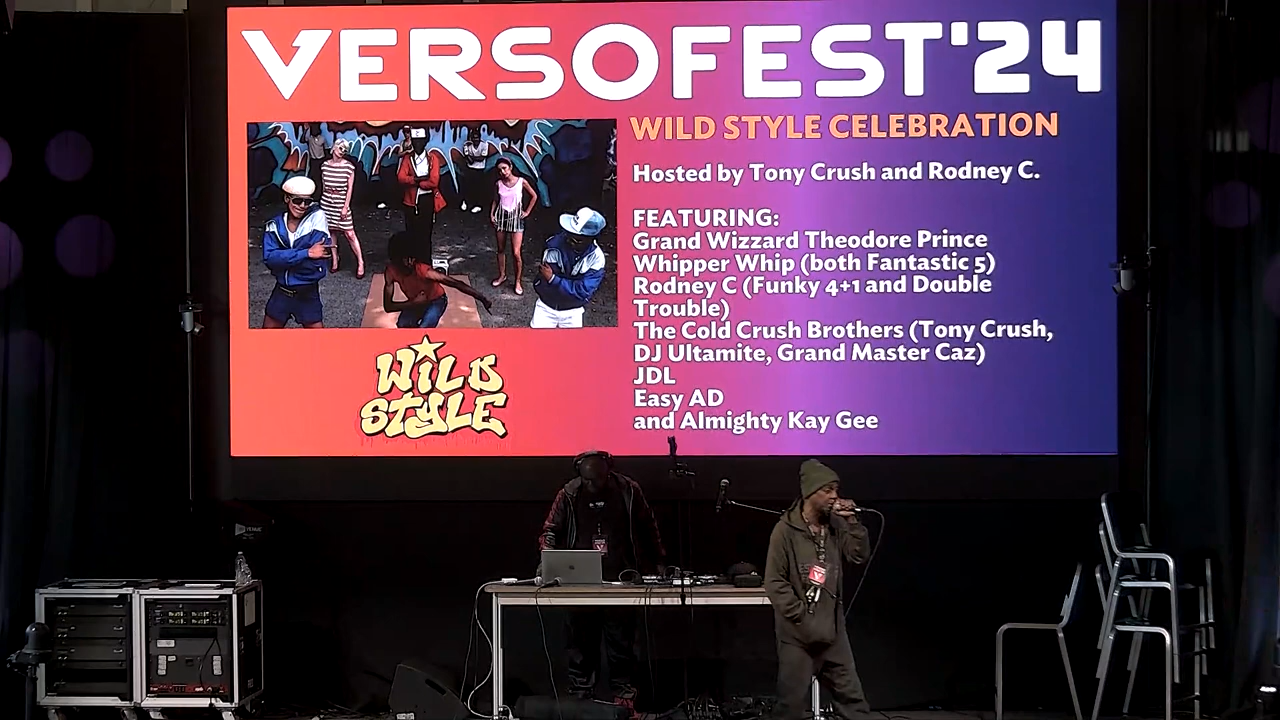 VERSOFEST'24
WILD STYLE CELEBRATION
Hosted by Tony Crush and Rodney C.
FEATURING:
Grand Wizzard Theodore Prince
Whipper Whip (both Fantastic 5)
Rodney C (Funky 4+1 and Double
Trouble)
The Cold Crush Brothers (Tony Crush,
DJ Ultamite, Grand Master Caz)
JDL
Easy AD
and Almighty Kay Gee
WILD
STYLE